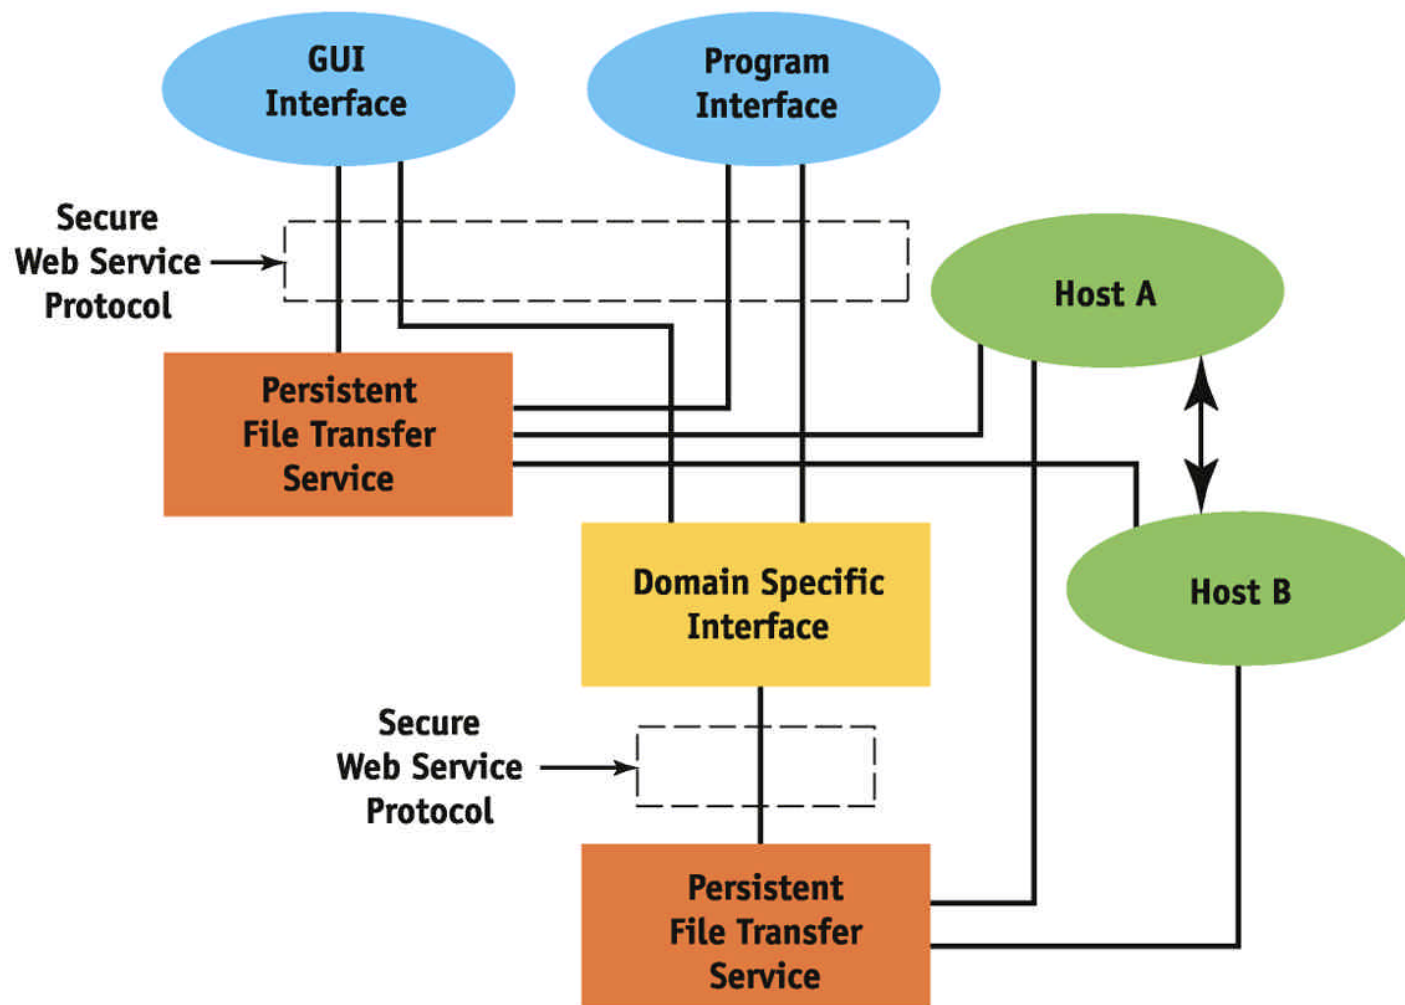 GUI
Interface
Program
Interface
Secure
Web Service
Protocol
Host A
Persistent
File Transfer
Service
Domain Specific
Interface
Host B
Secure
Web Service
Protocol
Persistent
File Transfer
Service